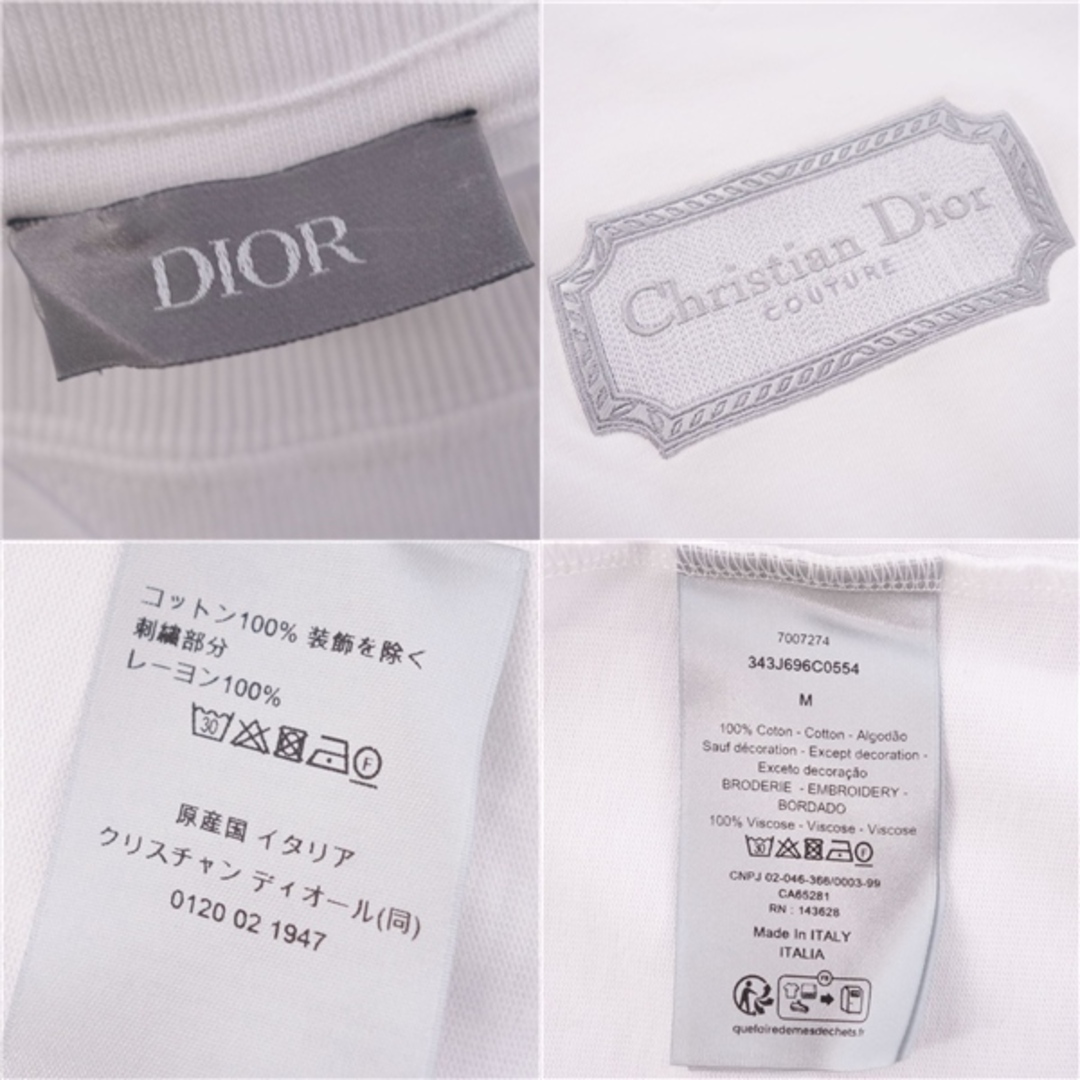 DIOR
Christian Dior
COUTURE
コットン100% 装飾を除く
刺繍部分
レーヨン100%
30 F
原産国 イタリア
クリスチャン ディオール(同)
0120 02 1947
7007274
343J696C0554
M
100% Coton - Cotton - Algodão
Sauf décoration - Except decoration -
Exceto decoração
BRODERIE - EMBROIDERY -
BORDADO
100% Viscose - Viscose - Viscose
30 F
CNPJ 02-046-366/0003-99
CA65281
RN : 143628
Made In ITALY
ITALIA
FR
quefairedemesdechets.fr